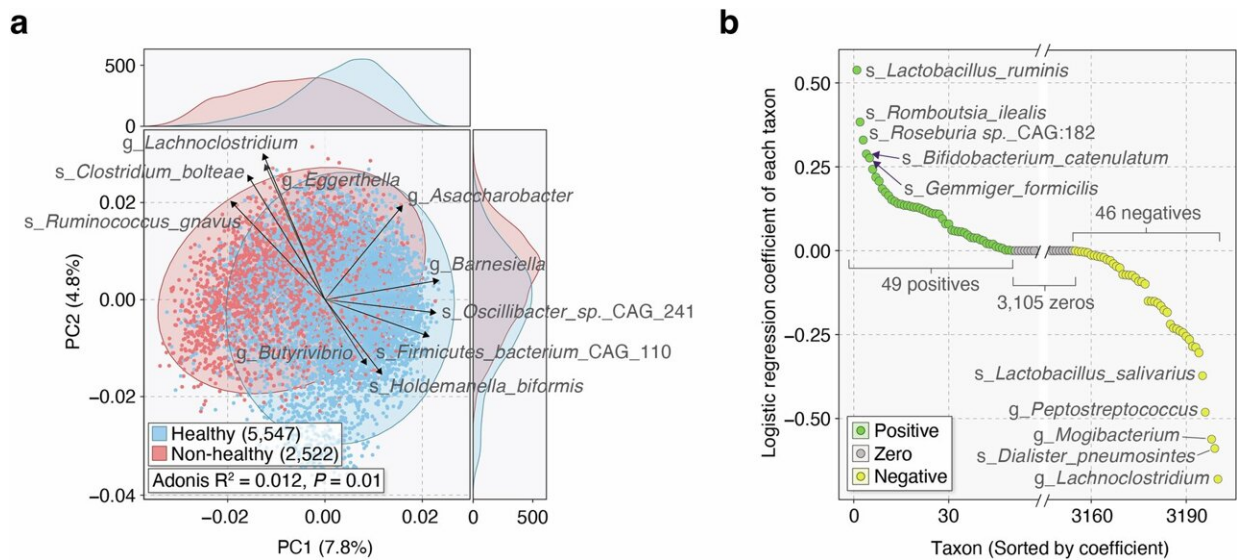 a
500
0
g_Lachnoclostridium
s_Clostridium_bolteae
g_Eggerthella
g_Asaccharobacter
s_Ruminococcus_gnavus
g_Barnesiella
s_Oscillibacter_sp._CAG_241
g_Butyrivibrio
s_Firmicutes_bacterium_CAG_110
s_Holdemanella_biformis
PC2 (4.8%)
0.02
0.00
−0.02
−0.04
Healthy (5,547)
Non-healthy (2,522)
Adonis R² = 0.012, P = 0.01
−0.02
0.00
0.02
0
500
PC1 (7.8%)
b
Logistic regression coefficient of each taxon
0.50
0.25
0.00
−0.25
−0.50
s_Lactobacillus_ruminis
s_Romboutsia_ilealis
s_Roseburia sp._CAG:182
s_Bifidobacterium_catenulatum
s_Gemmiger_formicilis
46 negatives
49 positives
3,105 zeros
s_Lactobacillus_salivarius
g_Peptostreptococcus
g_Mogibacterium
s_Dialister_pneumosintes
g_Lachnoclostridium
Positive
Zero
Negative
0
30
3160
3190
Taxon (Sorted by coefficient)